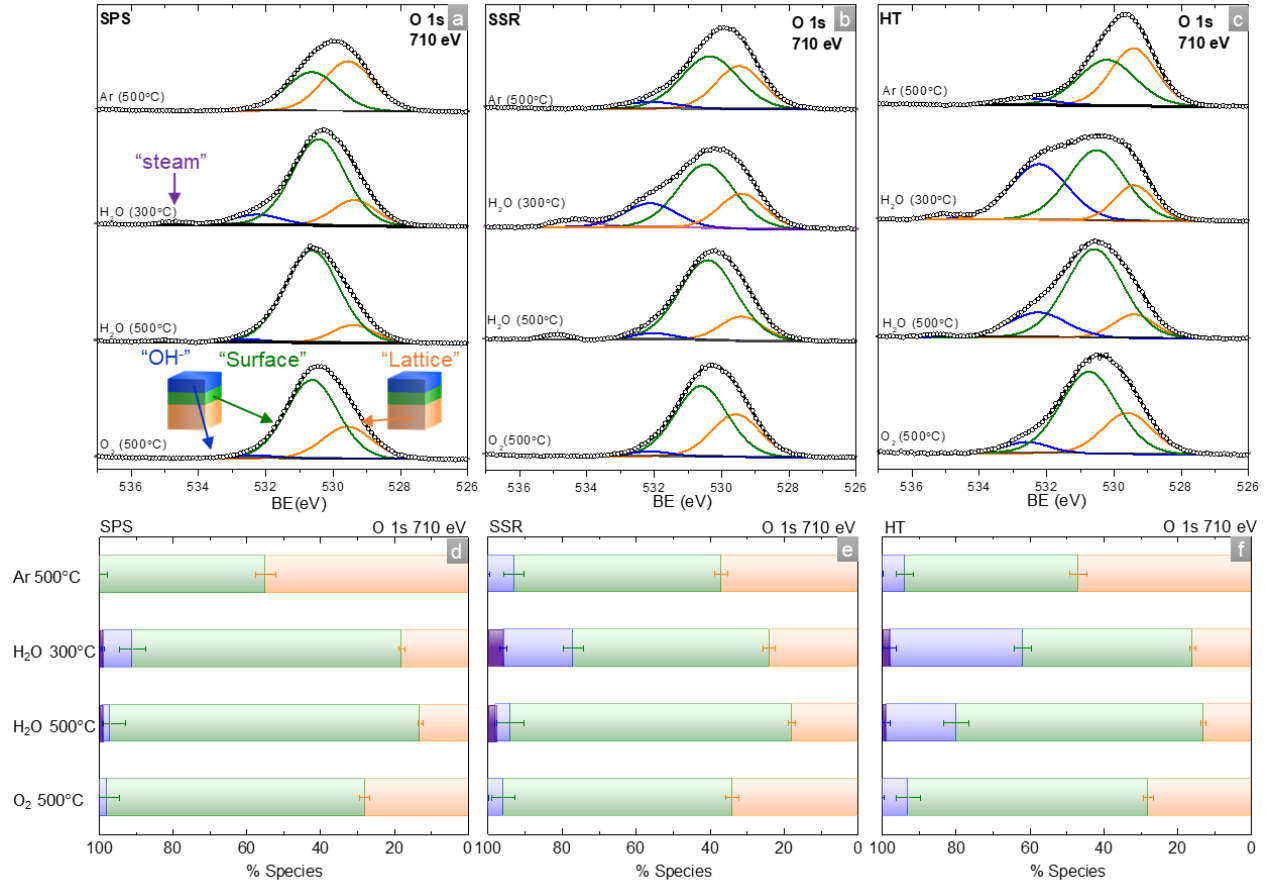 SPS
a
O 1s
710 eV
Ar (500°C)
"steam"
H₂O (300°C)
H₂O (500°C)
"OH-"
"Surface"
"Lattice"
O₂ (500°C)
536 534 532 530 528 526
BE(eV)
SSR
b
O 1s
710 eV
Ar (500°C)
H₂O (300°C)
H₂O (500°C)
O₂(500°C)
536 534 532 530 528 526
BE (eV)
HT
c
O 1s
710 eV
Ar (500°C)
H₂O (300°C)
H₂O (500°C)
O₂(500°C)
536 534 532 530 528 526
BE (eV)
SPS
O 1s 710 eV
d
Ar 500°C
H₂O 300°C
H₂O 500°C
O₂ 500°C
100 80 60 40 20 0
% Species
SSR
O 1s 710 eV
e
100 80 60 40 20 0
% Species
HT
O 1s 710 eV
f
100 80 60 40 20 0
% Species